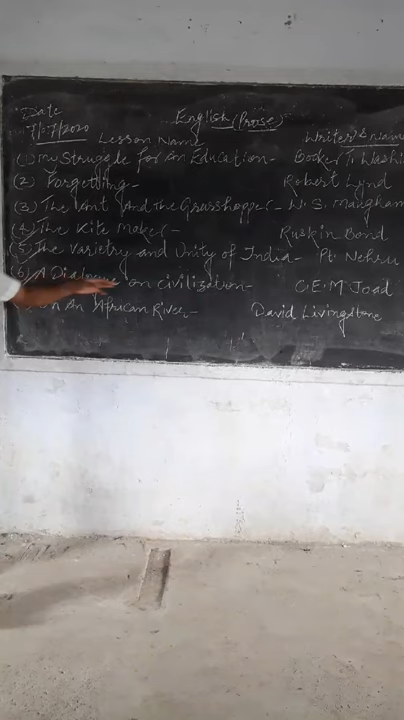 Date
English (Prose)
7/7/2020
Lesson Name Writer's Name
(1) My Struggle for An Education - Booker T. Washi
(2) Forgetting - Robert Lynd
(3) The Ant And The Grasshopper - W. S. Maugham
(4) The Kite Maker - Ruskin Bond
(5) The Variety and Unity of India - Pt. Nehru
(6) A Dialogue on Civilization - C.E.M Joad
On An African River - David Livingstone